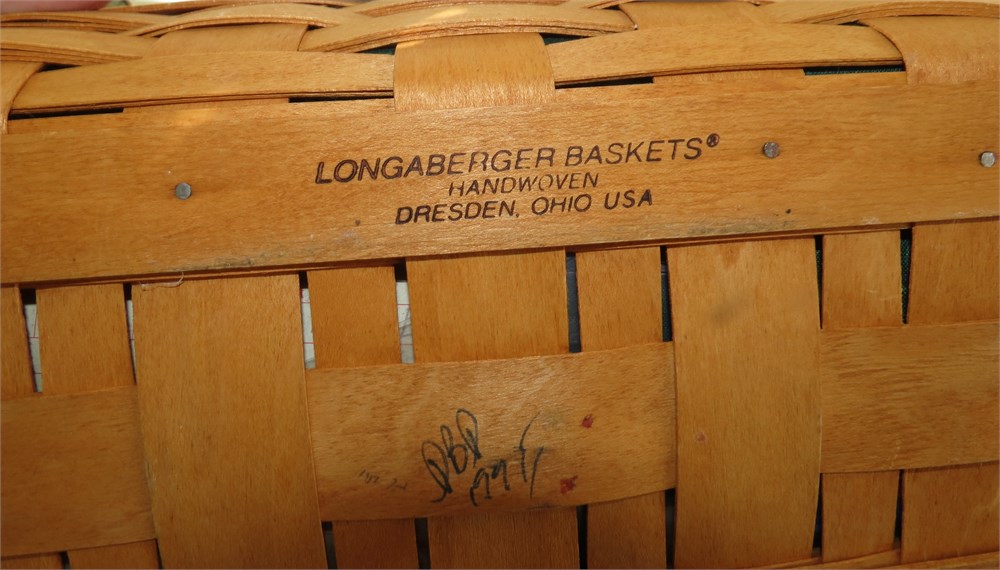 LONGABERGER BASKETS®
HANDWOVEN
DRESDEN, OHIO USA